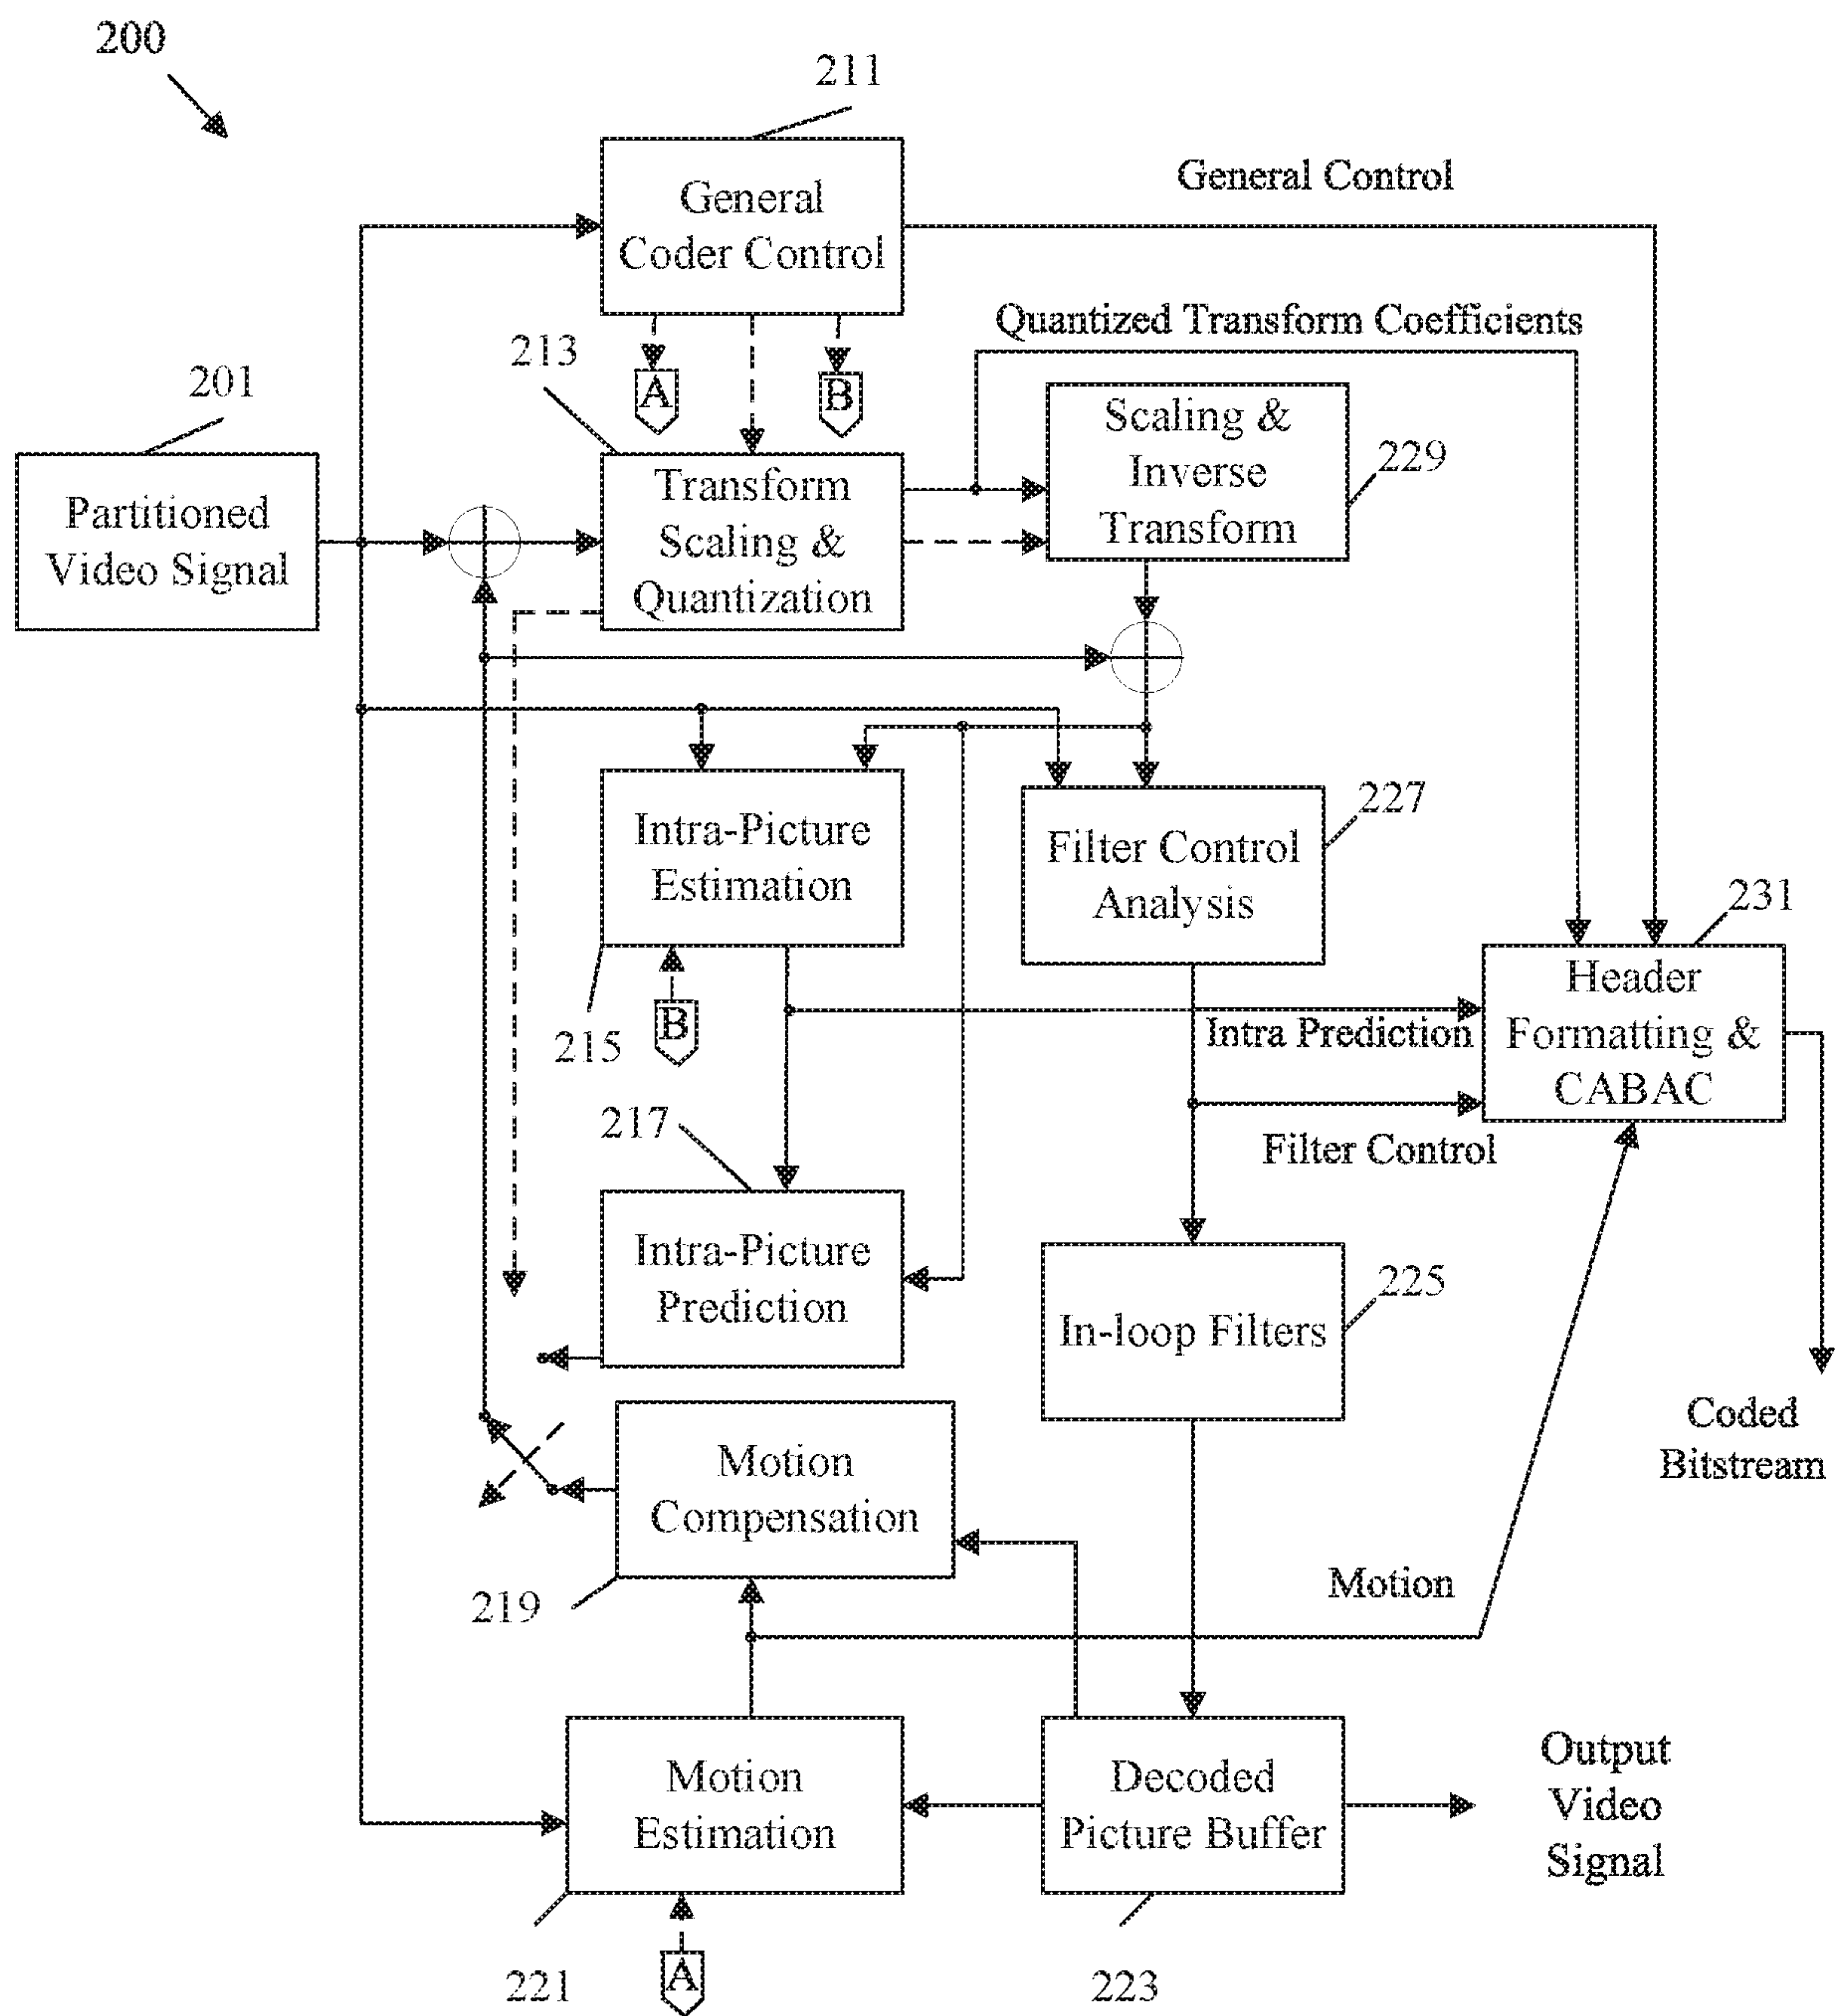 200
211
General
Coder Control
General Control
Quantized Transform Coefficients
213
A
B
201
Partitioned
Video Signal
Transform
Scaling &
Quantization
Scaling &
Inverse
Transform
229
Intra-Picture
Estimation
215
B
227
Filter Control
Analysis
231
Header
Formatting &
CABAC
Intra Prediction
Filter Control
217
Intra-Picture
Prediction
225
In-loop Filters
Coded
Bitstream
Motion
Compensation
219
Motion
Motion
Estimation
221
A
Decoded
Picture Buffer
223
Output
Video
Signal